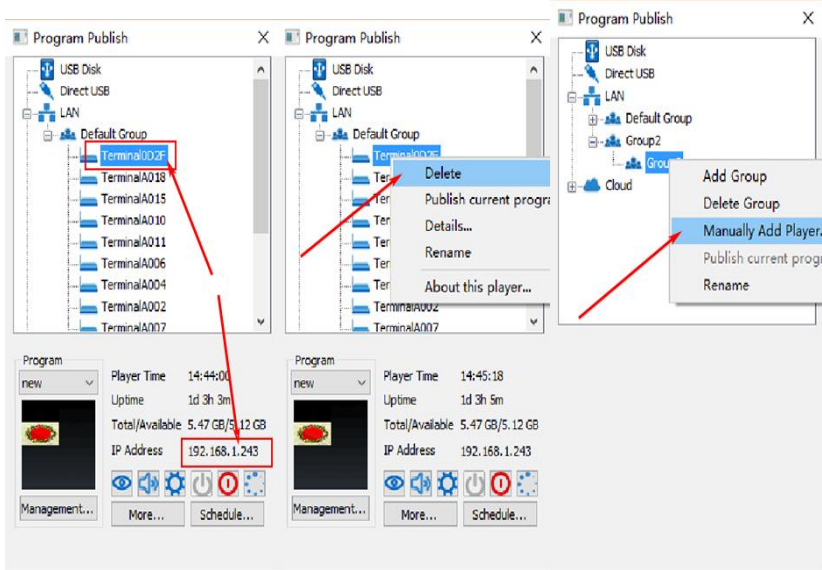 Program Publish
USB Disk
Direct USB
LAN
Default Group
Terminal0D2F
TerminalA018
TerminalA015
TerminalA010
TerminalA011
TerminalA006
TerminalA004
TerminalA002
TerminalA007
Program
new
Player Time 14:44:00
Uptime 1d 3h 3m
Total/Available 5.47 GB/5.12 GB
IP Address 192.168.1.243
Management...
More...
Schedule...
Program Publish
USB Disk
Direct USB
LAN
Default Group
Delete
Publish current progra
Details...
Rename
About this player...
TerminalA002
TerminalA007
Program
new
Player Time 14:45:18
Uptime 1d 3h 5m
Total/Available 5.47 GB/5.12 GB
IP Address 192.168.1.243
Management...
More...
Schedule...
Program Publish
USB Disk
Direct USB
LAN
Default Group
Group2
Cloud
Add Group
Delete Group
Manually Add Player.
Publish current progr
Rename